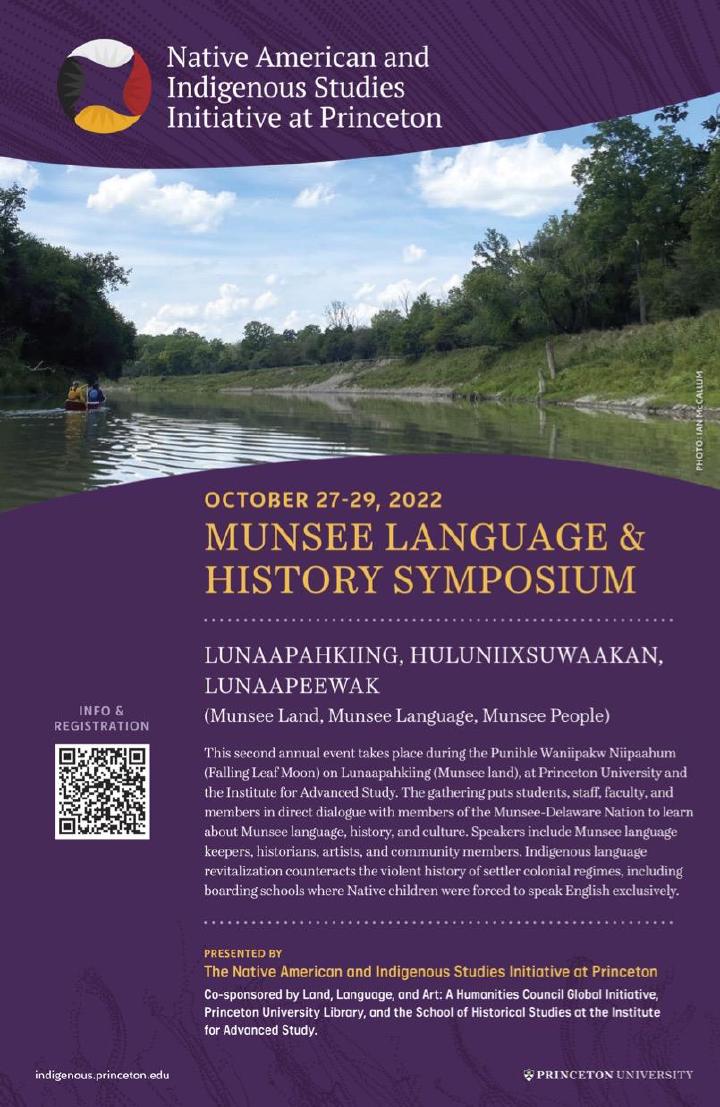 Native American and
Indigenous Studies
Initiative at Princeton
PHOTO: IAN McCALLUM
OCTOBER 27-29, 2022
MUNSEE LANGUAGE &
HISTORY SYMPOSIUM
LUNAAPAHKIING, HULUNIIXSUWAAKAN,
LUNAAPEEWAK
(Munsee Land, Munsee Language, Munsee People)
INFO &
REGISTRATION
This second annual event takes place during the Punihle Waniipakw Niipaahum
(Falling Leaf Moon) on Lunaapahkiing (Munsee land), at Princeton University and
the Institute for Advanced Study. The gathering puts students, staff, faculty, and
members in direct dialogue with members of the Munsee-Delaware Nation to learn
about Munsee language, history, and culture. Speakers include Munsee language
keepers, historians, artists, and community members. Indigenous language
revitalization counteracts the violent history of settler colonial regimes, including
boarding schools where Native children were forced to speak English exclusively.
PRESENTED BY
The Native American and Indigenous Studies Initiative at Princeton
Co-sponsored by Land, Language, and Art: A Humanities Council Global Initiative,
Princeton University Library, and the School of Historical Studies at the Institute
for Advanced Study.
indigenous.princeton.edu
PRINCETON UNIVERSITY